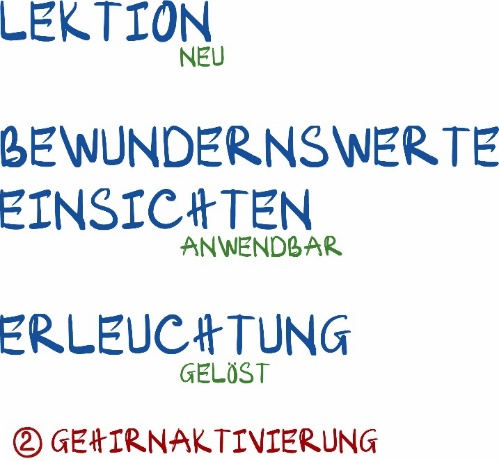 LEKTION
NEU
BEWUNDERNSWERTE
EINSICHTEN
ANWENDBAR
ERLEUCHTUNG
GELÖST
② GEHIRNAKTIVIERUNG